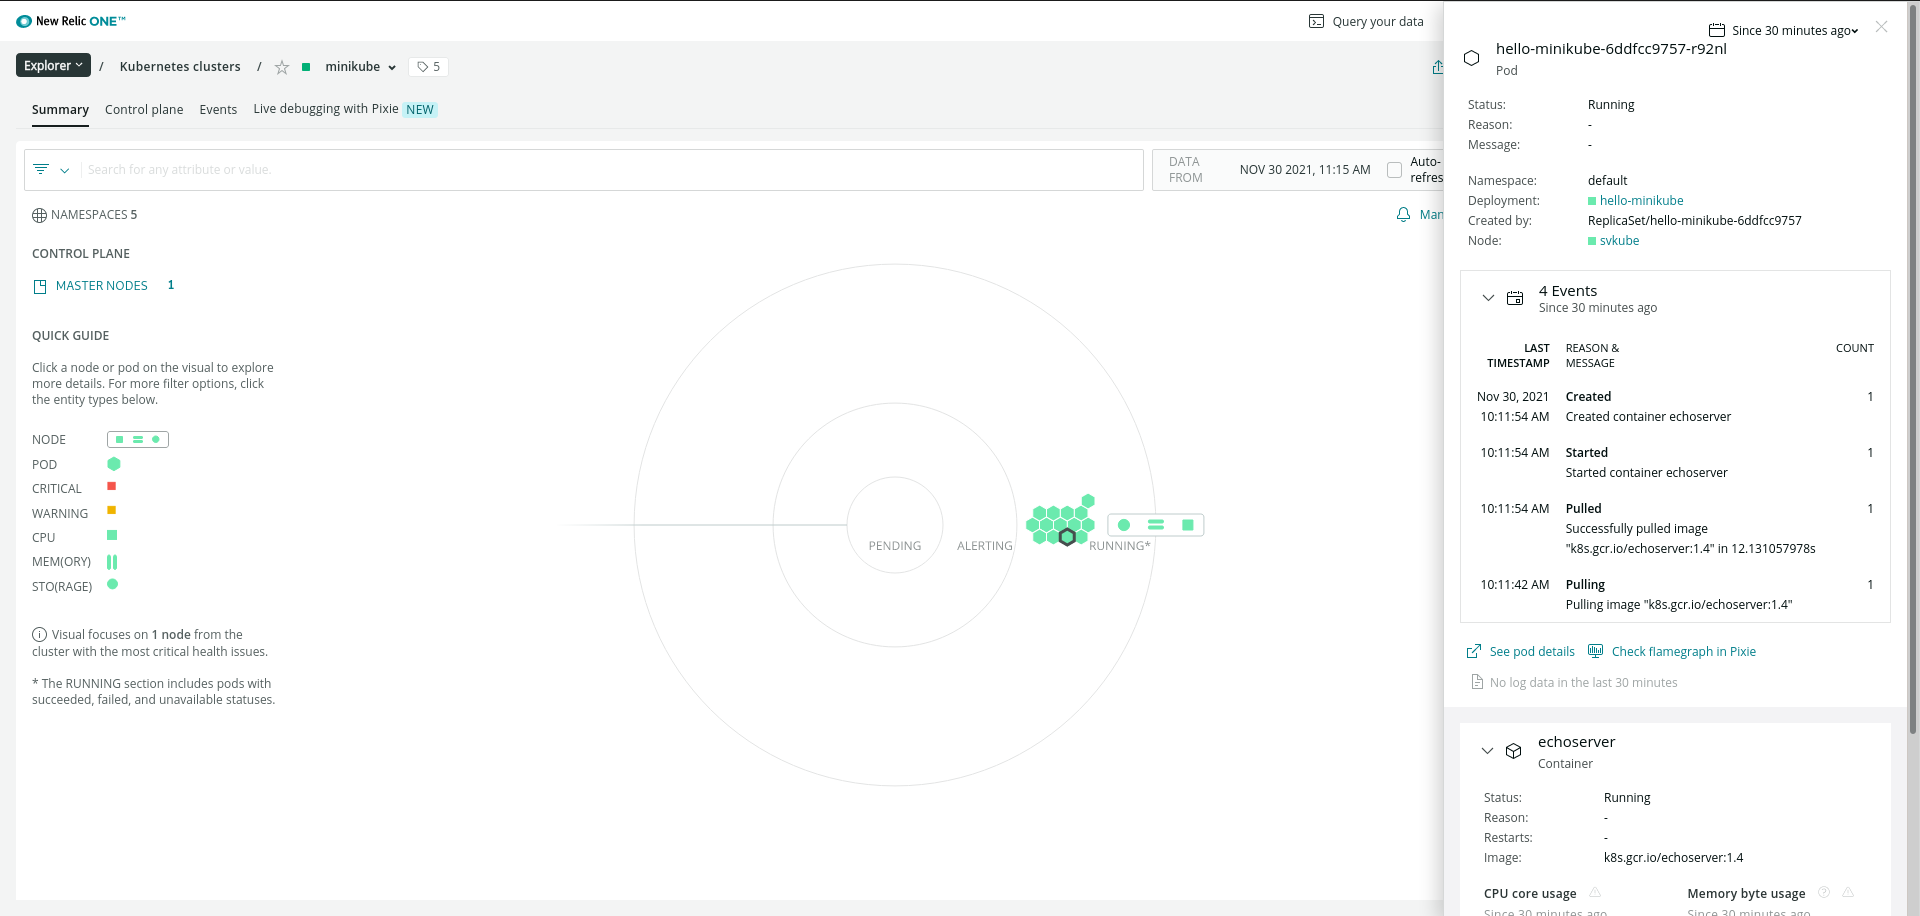 New Relic ONE™
Query your data
Explorer / Kubernetes clusters / minikube 5
Summary Control plane Events Live debugging with Pixie NEW
Search for any attribute or value.
DATA FROM NOV 30 2021, 11:15 AM Auto-refres
NAMESPACES 5
Man
CONTROL PLANE
MASTER NODES 1
QUICK GUIDE
Click a node or pod on the visual to explore
more details. For more filter options, click
the entity types below.
NODE
POD
CRITICAL
WARNING
CPU
MEM(ORY)
STO(RAGE)
Visual focuses on 1 node from the
cluster with the most critical health issues.
* The RUNNING section includes pods with
succeeded, failed, and unavailable statuses.
PENDING ALERTING RUNNING*
Since 30 minutes ago
hello-minikube-6ddfcc9757-r92nl
Pod
Status: Running
Reason: -
Message: -
Namespace: default
Deployment: hello-minikube
Created by: ReplicaSet/hello-minikube-6ddfcc9757
Node: svkube
4 Events
Since 30 minutes ago
LAST TIMESTAMP REASON & MESSAGE COUNT
Nov 30, 2021 Created 1
10:11:54 AM Created container echoserver
10:11:54 AM Started 1
Started container echoserver
10:11:54 AM Pulled 1
Successfully pulled image
"k8s.gcr.io/echoserver:1.4" in 12.131057978s
10:11:42 AM Pulling 1
Pulling image "k8s.gcr.io/echoserver:1.4"
See pod details Check flamegraph in Pixie
No log data in the last 30 minutes
echoserver
Container
Status: Running
Reason: -
Restarts: -
Image: k8s.gcr.io/echoserver:1.4
CPU core usage Memory byte usage
Since 30 minutes ago Since 30 minutes ago